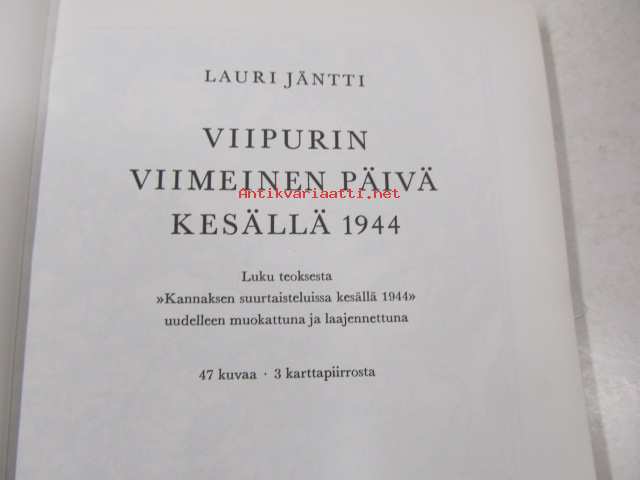 LAURI JÄNTTI
VIIPURIN
VIIMEINEN PÄIVÄ
Antikvariaatti.net
KESÄLLÄ 1944
Luku teoksesta
»Kannaksen suurtaisteluissa kesällä 1944»
uudelleen muokattuna ja laajennettuna
47 kuvaa · 3 karttapiirrosta